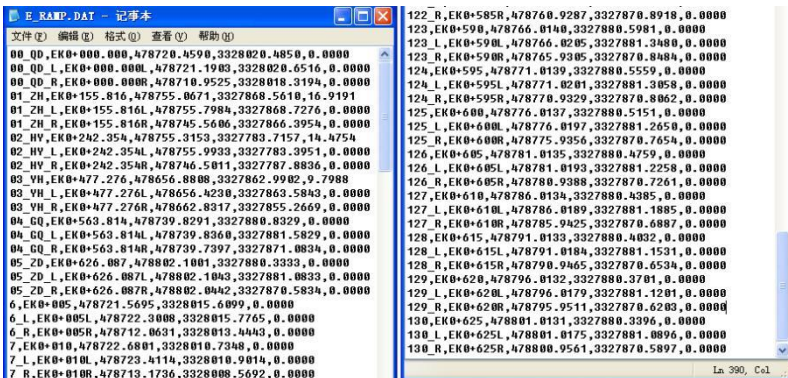 E_RAMP.DAT - 记事本
文件(F) 编辑(E) 格式(O) 查看(V) 帮助(H)
00_QD,EK0+000.000,478720.4590,3328020.4850,0.0000
00_QD_L,EK0+000.000L,478721.1903,3328020.6516,0.0000
00_QD_R,EK0+000.000R,478710.9525,3328018.3194,0.0000
01_ZH,EK0+155.816,478755.0671,3327868.5610,16.9191
01_ZH_L,EK0+155.816L,478755.7984,3327868.7276,0.0000
01_ZH_R,EK0+155.816R,478745.5606,3327866.3954,0.0000
02_HY,EK0+242.354,478755.3153,3327783.7157,14.4754
02_HY_L,EK0+242.354L,478755.9933,3327783.3951,0.0000
02_HY_R,EK0+242.354R,478746.5011,3327787.8836,0.0000
03_YH,EK0+477.276,478656.8808,3327862.9902,9.7988
03_YH_L,EK0+477.276L,478656.4230,3327863.5843,0.0000
03_YH_R,EK0+477.276R,478662.8317,3327855.2669,0.0000
04_GQ,EK0+563.814,478739.8291,3327880.8329,0.0000
04_GQ_L,EK0+563.814L,478739.8360,3327881.5829,0.0000
04_GQ_R,EK0+563.814R,478739.7397,3327871.0834,0.0000
05_ZD,EK0+626.087,478802.1001,3327880.3333,0.0000
05_ZD_L,EK0+626.087L,478802.1043,3327881.0833,0.0000
05_ZD_R,EK0+626.087R,478802.0442,3327870.5834,0.0000
6,EK0+005,478721.5695,3328015.6099,0.0000
6_L,EK0+005L,478722.3008,3328015.7765,0.0000
6_R,EK0+005R,478712.0631,3328013.4443,0.0000
7,EK0+010,478722.6801,3328010.7348,0.0000
7_L,EK0+010L,478723.4114,3328010.9014,0.0000
7_R,EK0+010R,478713.1736,3328008.5692,0.0000
122_R,EK0+585R,478760.9287,3327870.8918,0.0000
123,EK0+590,478766.0140,3327880.5981,0.0000
123_L,EK0+590L,478766.0205,3327881.3480,0.0000
123_R,EK0+590R,478765.9305,3327870.8484,0.0000
124,EK0+595,478771.0139,3327880.5559,0.0000
124_L,EK0+595L,478771.0201,3327881.3058,0.0000
124_R,EK0+595R,478770.9329,3327870.8062,0.0000
125,EK0+600,478776.0137,3327880.5151,0.0000
125_L,EK0+600L,478776.0197,3327881.2650,0.0000
125_R,EK0+600R,478775.9356,3327870.7654,0.0000
126,EK0+605,478781.0135,3327880.4759,0.0000
126_L,EK0+605L,478781.0193,3327881.2258,0.0000
126_R,EK0+605R,478780.9388,3327870.7261,0.0000
127,EK0+610,478786.0134,3327880.4385,0.0000
127_L,EK0+610L,478786.0189,3327881.1885,0.0000
127_R,EK0+610R,478785.9425,3327870.6887,0.0000
128,EK0+615,478791.0133,3327880.4032,0.0000
128_L,EK0+615L,478791.0184,3327881.1531,0.0000
128_R,EK0+615R,478790.9465,3327870.6534,0.0000
129,EK0+620,478796.0132,3327880.3701,0.0000
129_L,EK0+620L,478796.0179,3327881.1201,0.0000
129_R,EK0+620R,478795.9511,3327870.6203,0.0000
130,EK0+625,478801.0131,3327880.3396,0.0000
130_L,EK0+625L,478801.0175,3327881.0896,0.0000
130_R,EK0+625R,478800.9561,3327870.5897,0.0000
Ln 390, Col